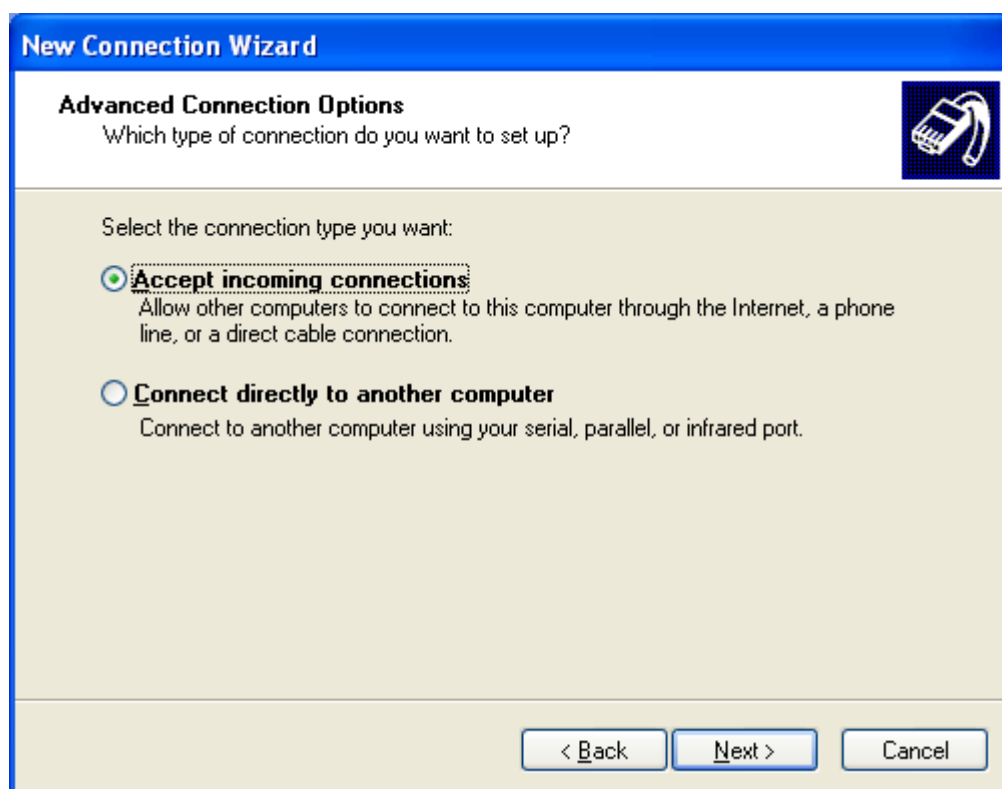 New Connection Wizard
Advanced Connection Options
Which type of connection do you want to set up?
Select the connection type you want:
Accept incoming connections
Allow other computers to connect to this computer through the Internet, a phone
line, or a direct cable connection.
Connect directly to another computer
Connect to another computer using your serial, parallel, or infrared port.
< Back Next > Cancel